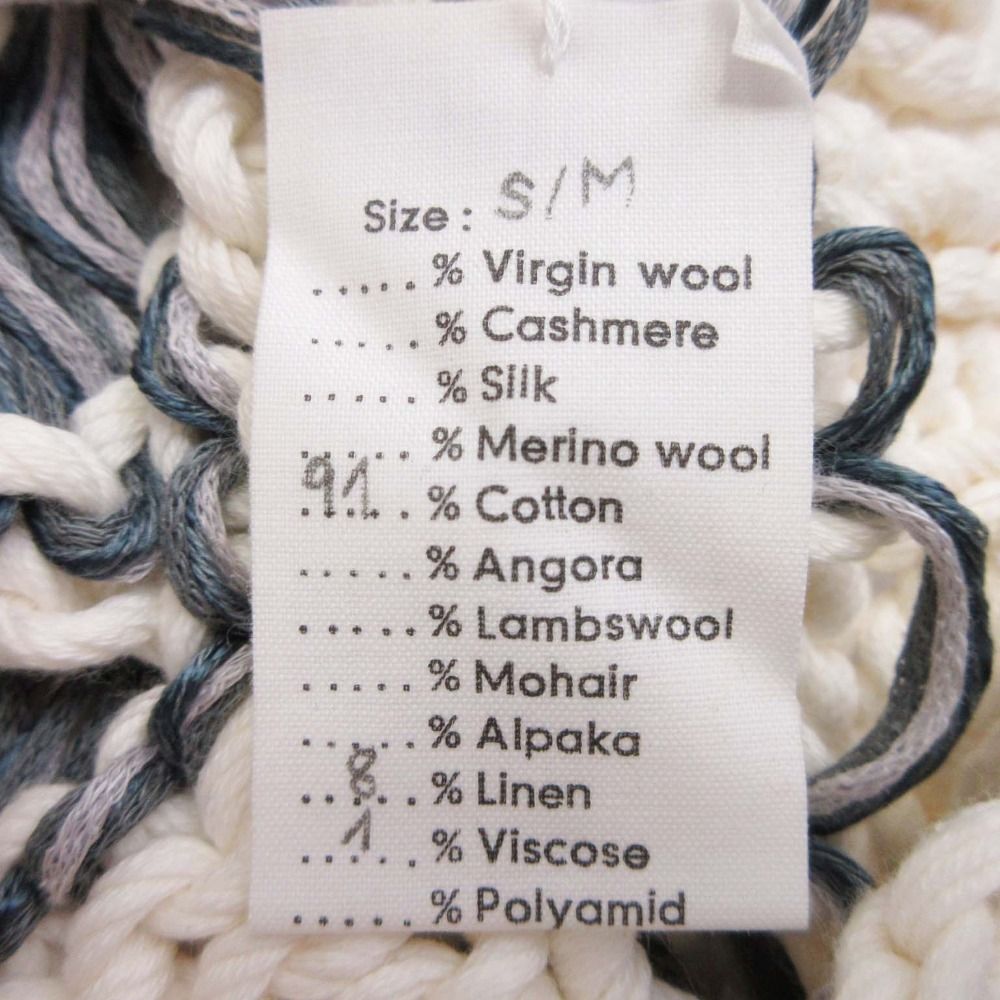 Size : S/M
..... % Virgin wool
..... % Cashmere
..... % Silk
..... % Merino wool
91 % Cotton
..... % Angora
..... % Lambswool
..... % Mohair
..... % Alpaka
8 % Linen
1 % Viscose
..... % Polyamid